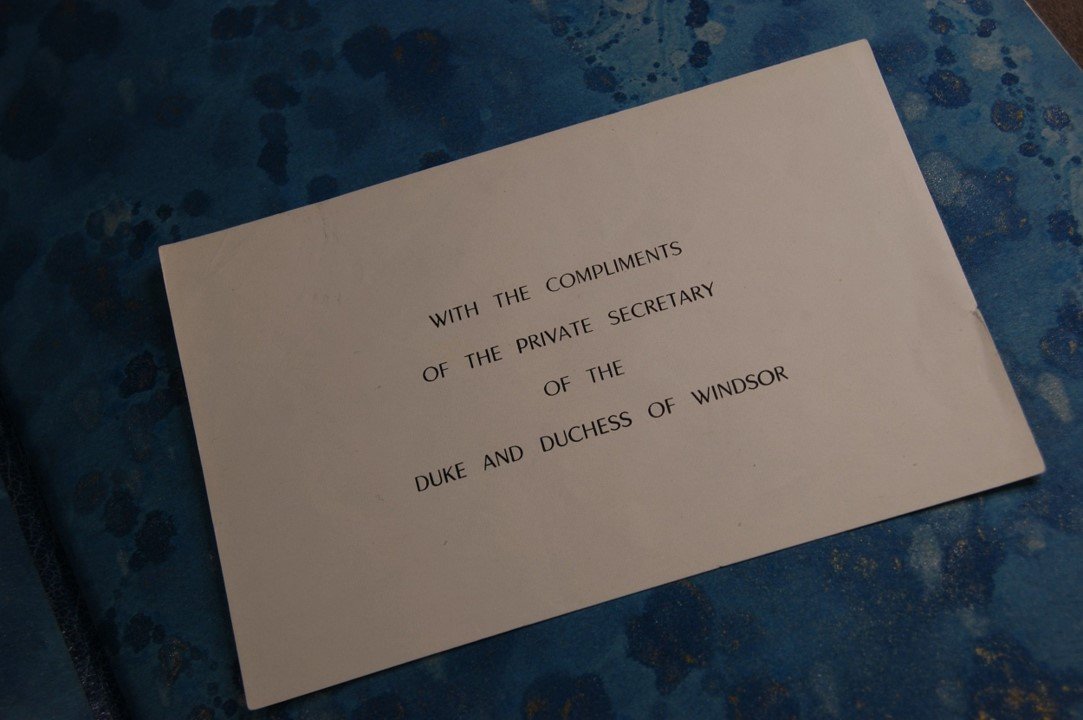 WITH THE COMPLIMENTS
OF THE PRIVATE SECRETARY
OF THE
DUKE AND DUCHESS OF WINDSOR